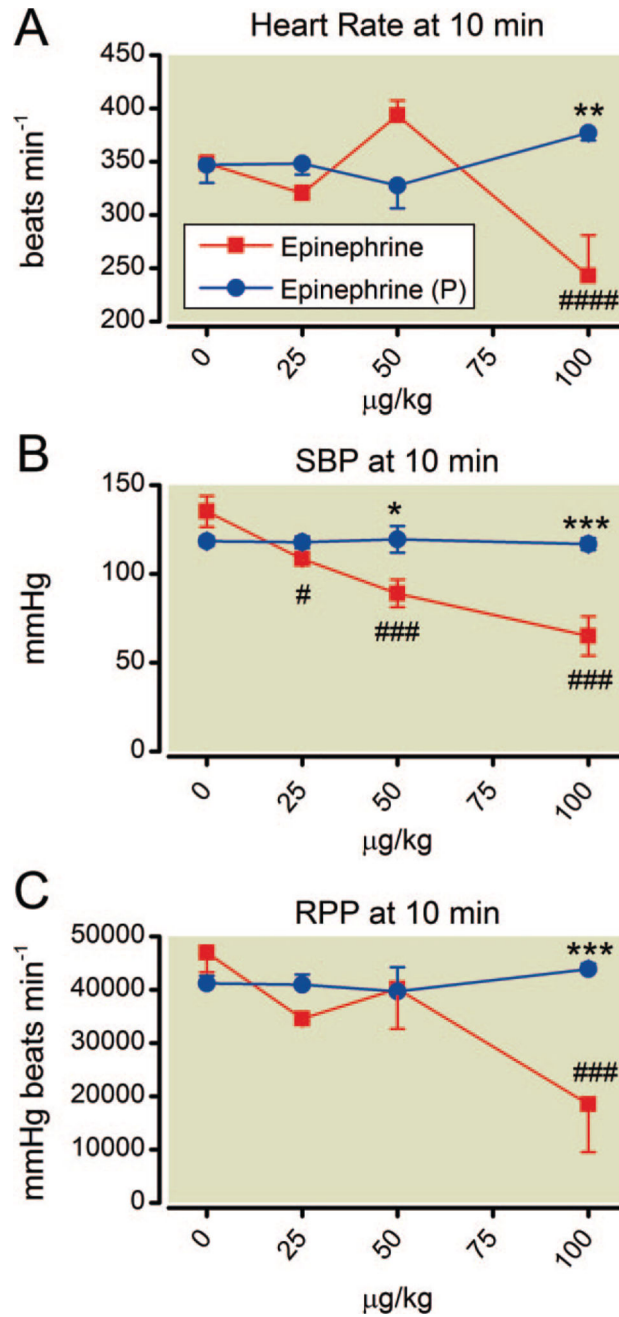 A
Heart Rate at 10 min
beats min⁻¹
450
400
350
300
250
200
**
Epinephrine
Epinephrine (P)
####
0
25
50
75
100
µg/kg
B
SBP at 10 min
mmHg
150
100
50
0
*
***
#
###
###
0
25
50
75
100
µg/kg
C
RPP at 10 min
mmHg beats min⁻¹
50000
40000
30000
20000
10000
0
***
###
0
25
50
75
100
µg/kg